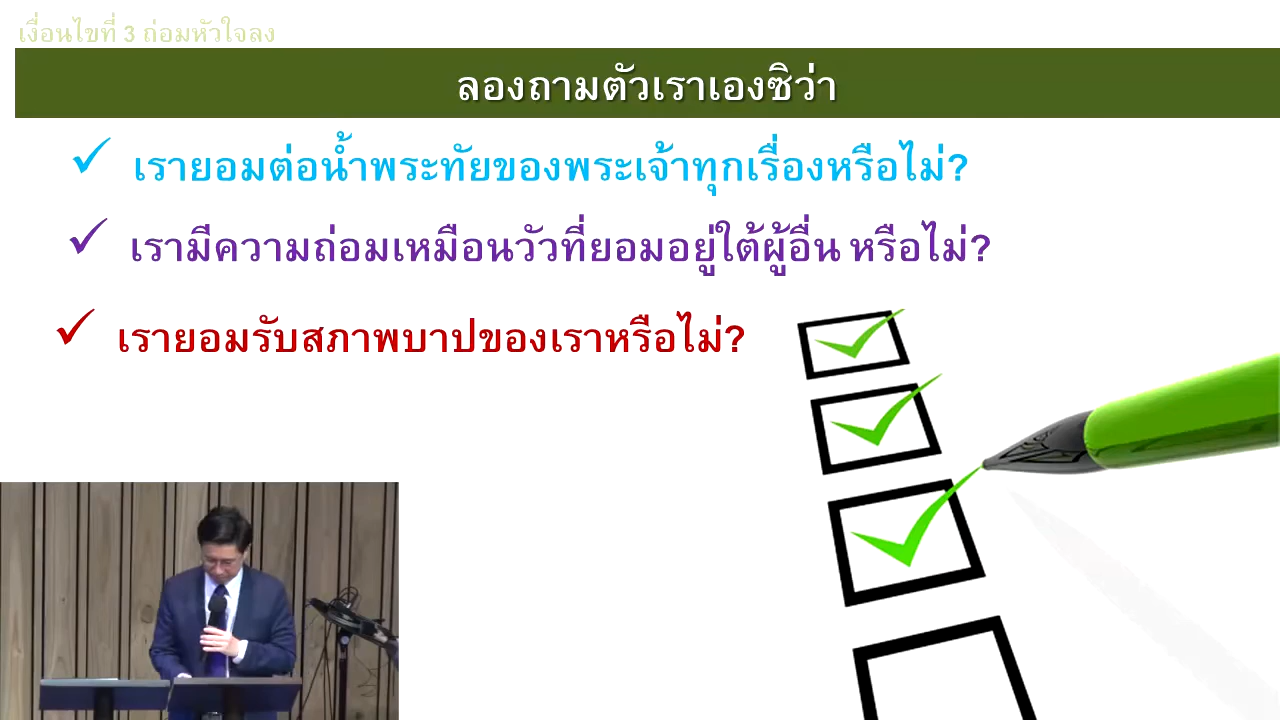 เงื่อนไขที่ 3 ถ่อมหัวใจลง
ลองถามตัวเราเองซิว่า
เรายอมต่อน้ำพระทัยของพระเจ้าทุกเรื่องหรือไม่?
เรามีความถ่อมเหมือนวัวที่ยอมอยู่ใต้ผู้อื่น หรือไม่?
เรายอมรับสภาพบาปของเราหรือไม่?